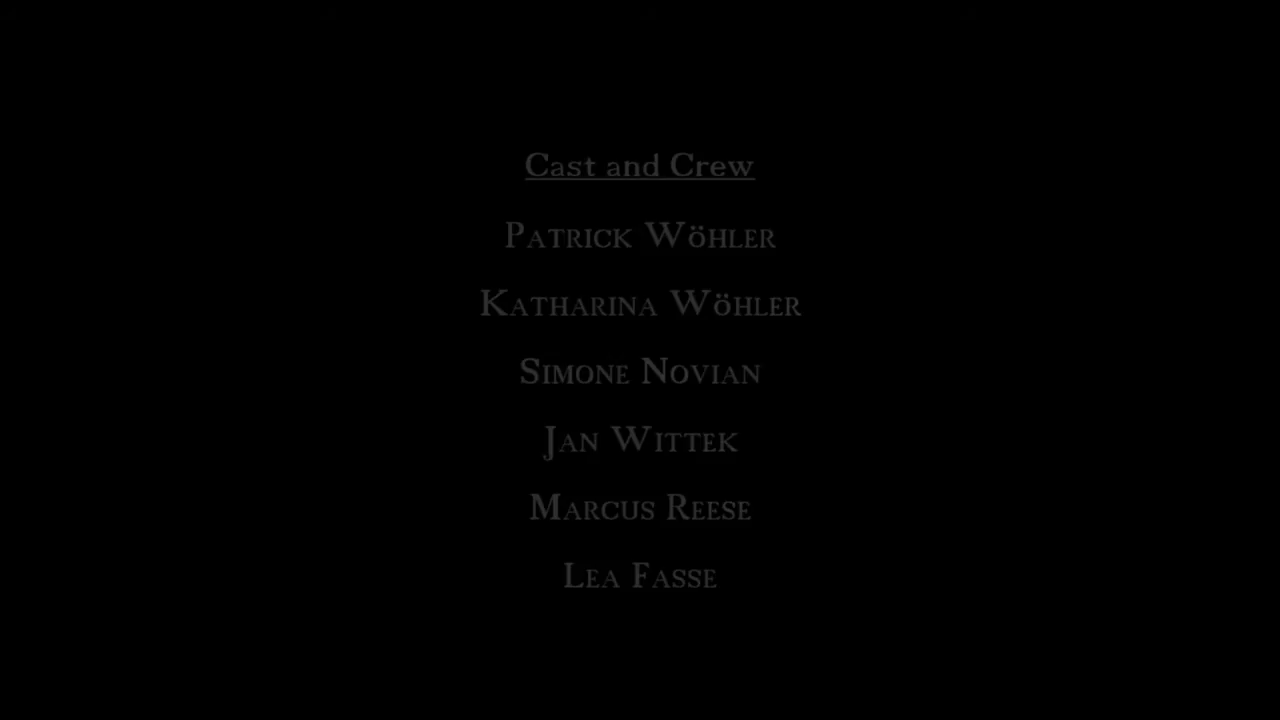 Cast and Crew
Patrick Wöhler
Katharina Wöhler
Simone Novian
Jan Wittek
Marcus Reese
Lea Fasse